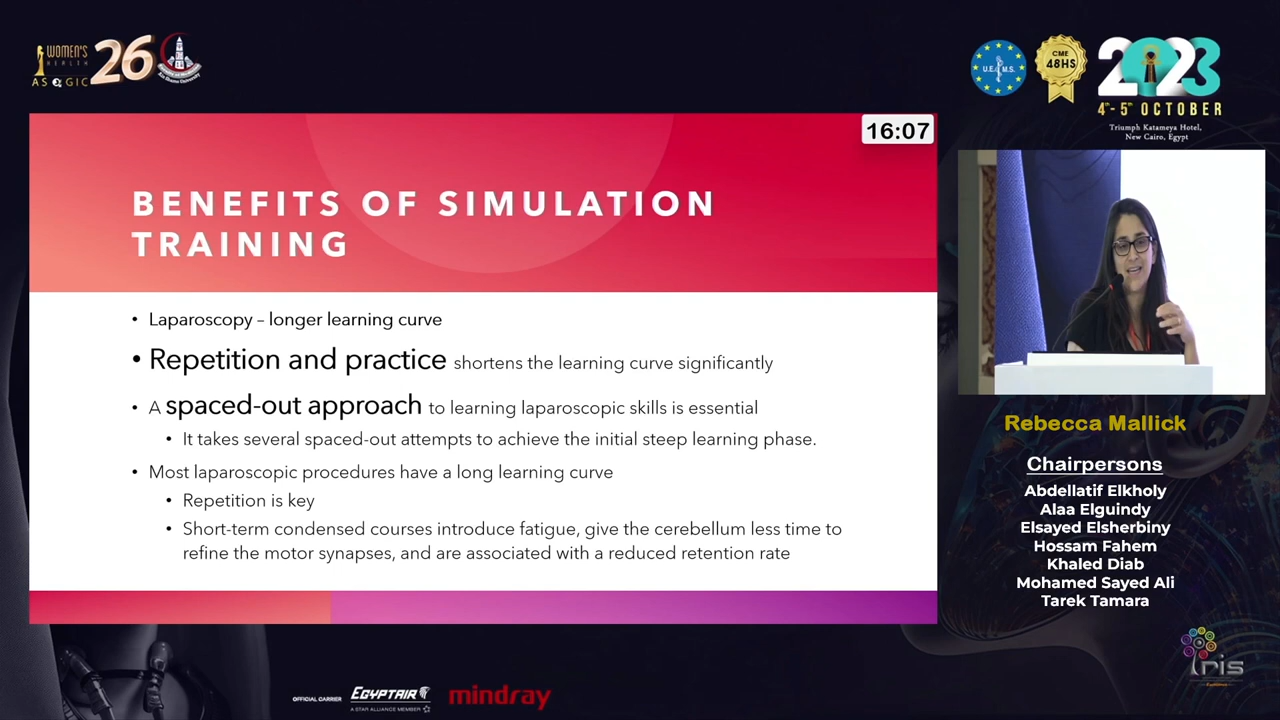 WOMEN'S
HEALTH
ASOGIC
26
U.E.M.S.
CME
48HS
2023
4th - 5th OCTOBER
Triumph Katameya Hotel,
New Cairo, Egypt
16:07
BENEFITS OF SIMULATION
TRAINING
• Laparoscopy – longer learning curve
• Repetition and practice shortens the learning curve significantly
• A spaced-out approach to learning laparoscopic skills is essential
• It takes several spaced-out attempts to achieve the initial steep learning phase.
• Most laparoscopic procedures have a long learning curve
• Repetition is key
• Short-term condensed courses introduce fatigue, give the cerebellum less time to
refine the motor synapses, and are associated with a reduced retention rate
Rebecca Mallick
Chairpersons
Abdellatif Elkholy
Alaa Elguindy
Elsayed Elsherbiny
Hossam Fahem
Khaled Diab
Mohamed Sayed Ali
Tarek Tamara
OFFICIAL CARRIER
EGYPTAIR
A STAR ALLIANCE MEMBER
mindray
Iris